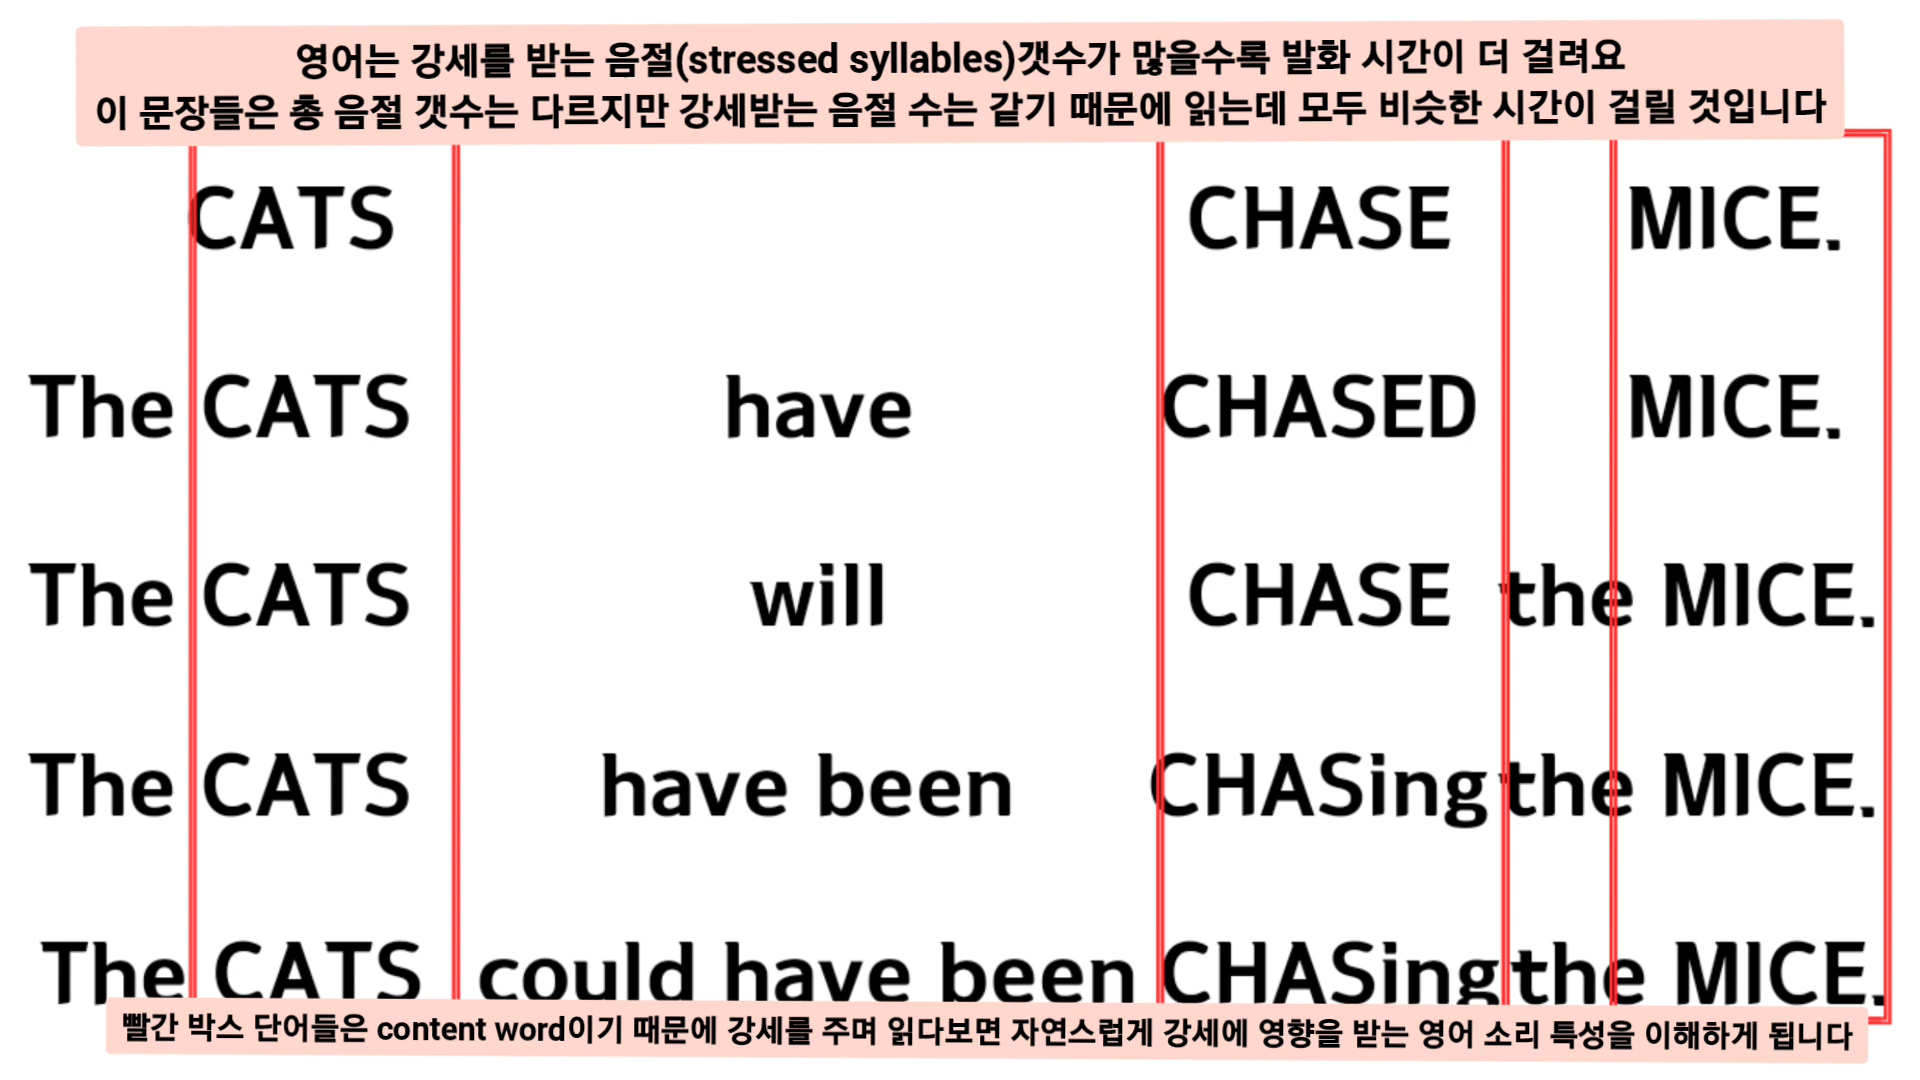 영어는 강세를 받는 음절(stressed syllables)갯수가 많을수록 발화 시간이 더 걸려요
이 문장들은 총 음절 갯수는 다르지만 강세받는 음절 수는 같기 때문에 읽는데 모두 비슷한 시간이 걸릴 것입니다
CATS CHASE MICE.
The CATS have CHASED MICE.
The CATS will CHASE the MICE.
The CATS have been CHASing the MICE.
The CATS could have been CHASing the MICE.
빨간 박스 단어들은 content word이기 때문에 강세를 주며 읽다보면 자연스럽게 강세에 영향을 받는 영어 소리 특성을 이해하게 됩니다